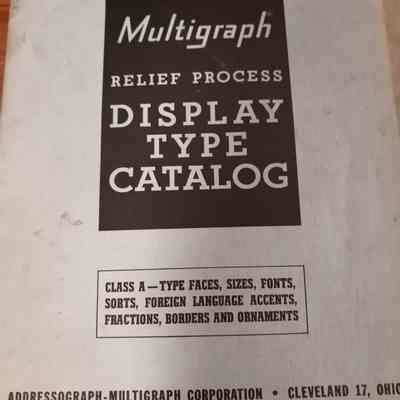 Multigraph
RELIEF PROCESS
DISPLAY
TYPE
CATALOG
CLASS A—TYPE FACES, SIZES, FONTS,
SORTS, FOREIGN LANGUAGE ACCENTS,
FRACTIONS, BORDERS AND ORNAMENTS
ADDRESSOGRAPH-MULTIGRAPH CORPORATION • CLEVELAND 17, OHIO